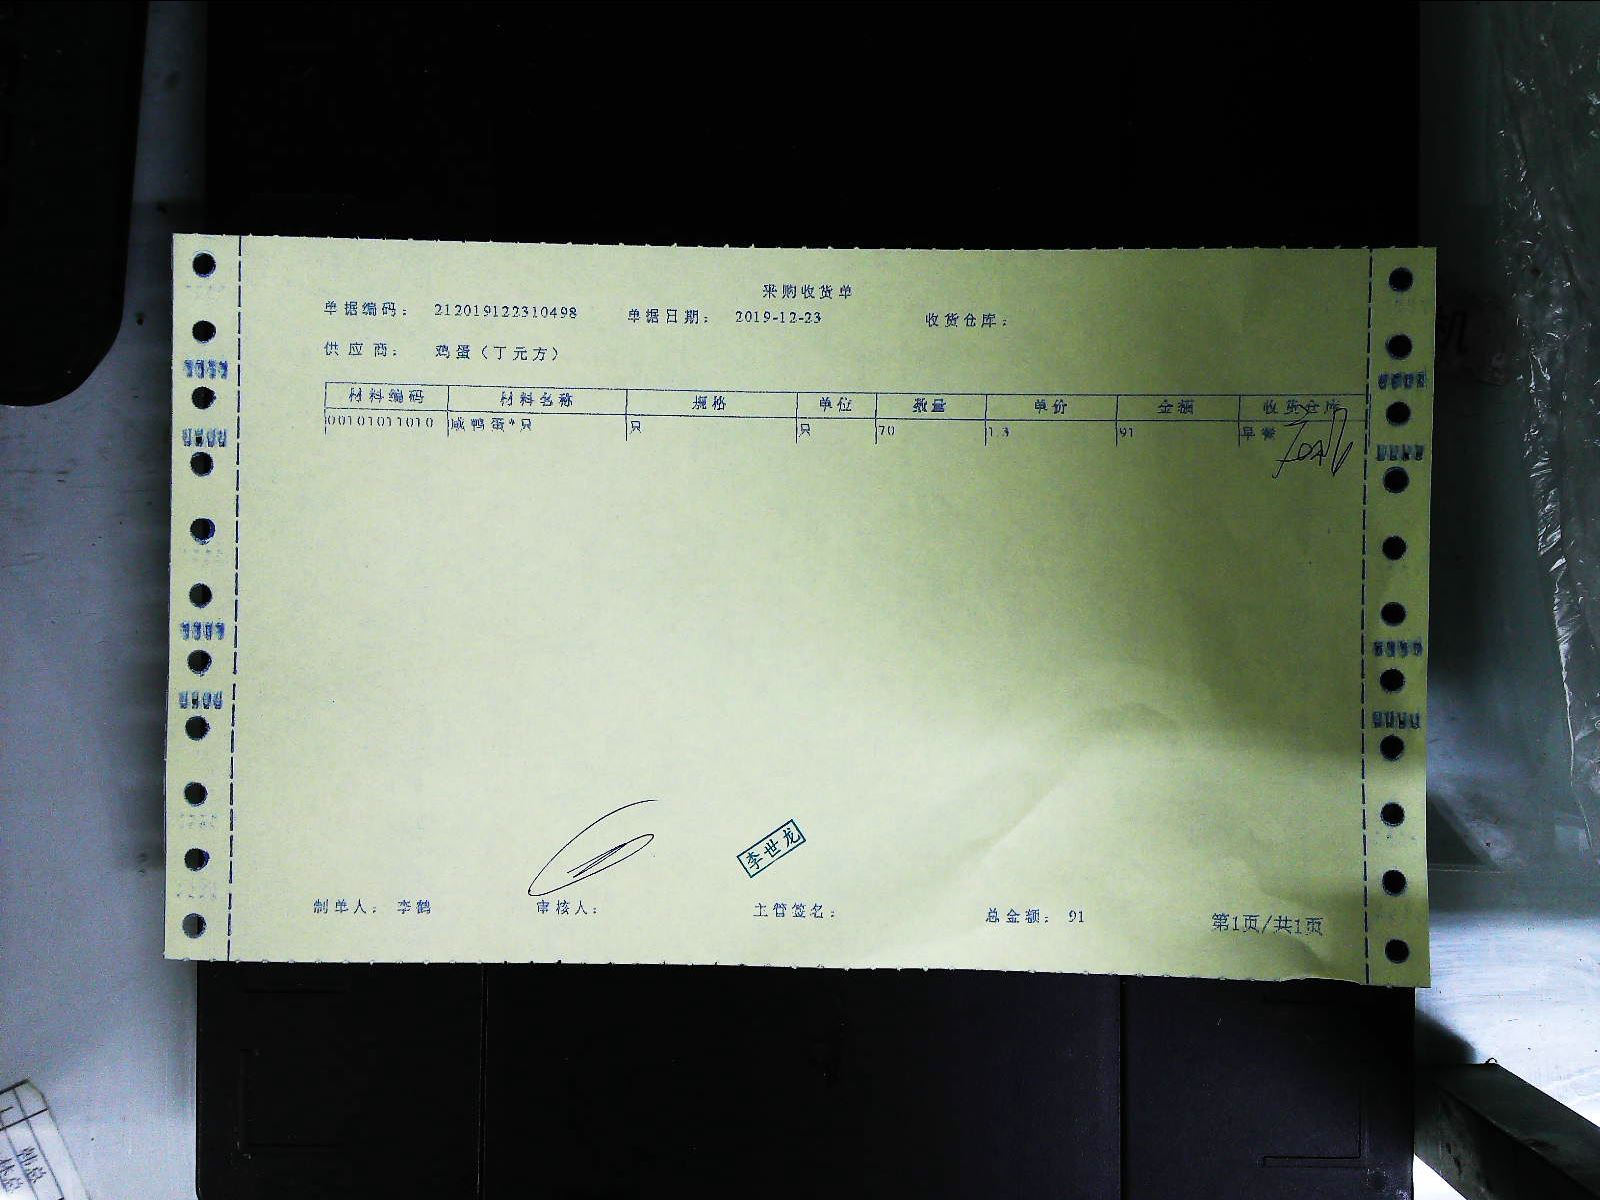 采购收货单
单据编码： 212019122310498 单据日期： 2019-12-23 收货仓库：
供应商： 鸡蛋（丁元方）
材料编码 材料名称 规格 单位 数量 单价 金额 收货仓库
00101011010 咸鸭蛋*只 只 只 70 1.3 91 早餐
李世龙
制单人： 李鹤 审核人： 主管签名： 总金额： 91 第1页/共1页